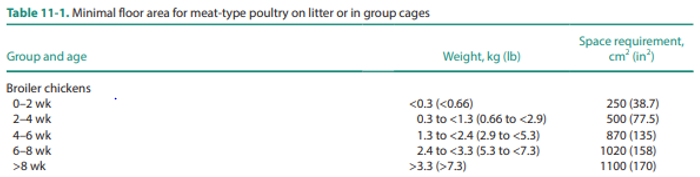 Table 11-1. Minimal floor area for meat-type poultry on litter or in group cages
Group and age Weight, kg (lb) Space requirement, cm² (in²)
Broiler chickens
0–2 wk <0.3 (<0.66) 250 (38.7)
2–4 wk 0.3 to <1.3 (0.66 to <2.9) 500 (77.5)
4–6 wk 1.3 to <2.4 (2.9 to <5.3) 870 (135)
6–8 wk 2.4 to <3.3 (5.3 to <7.3) 1020 (158)
>8 wk >3.3 (>7.3) 1100 (170)